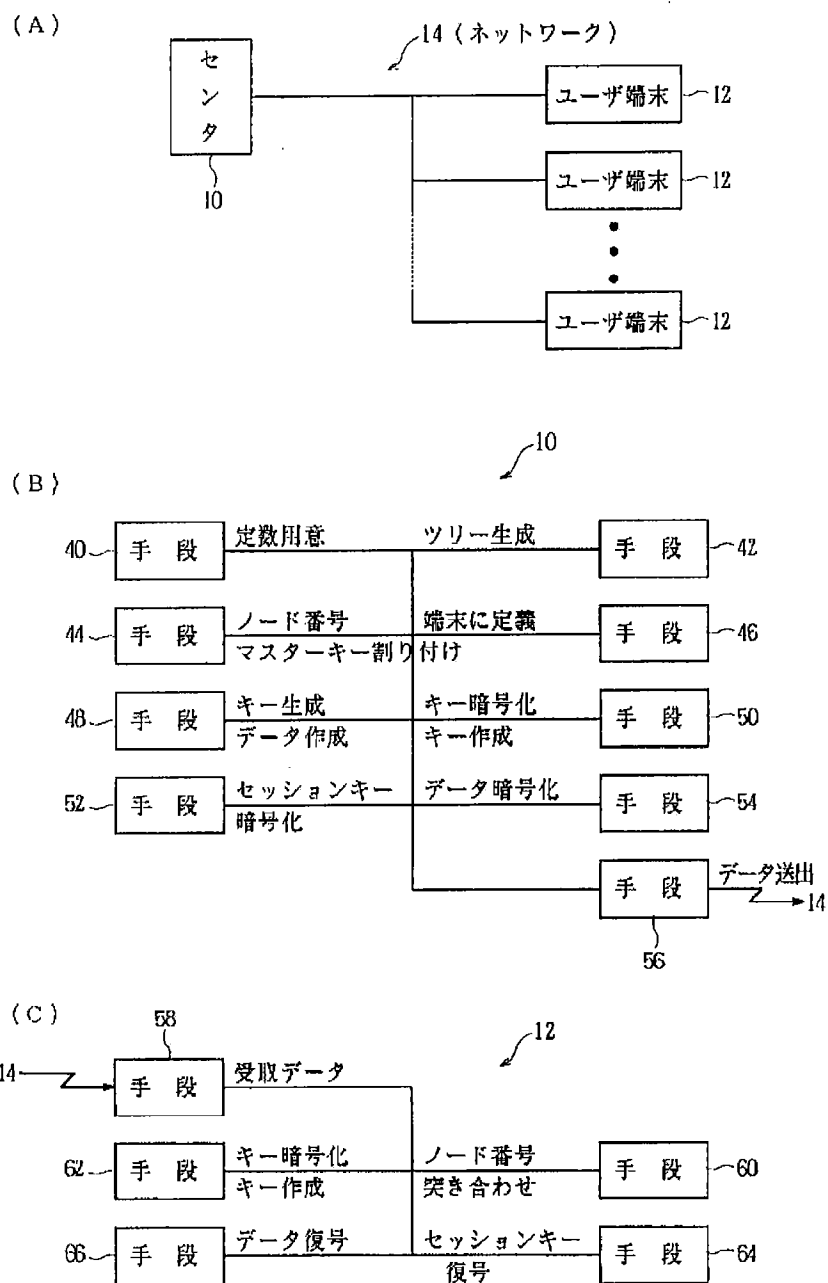 (A)
14(ネットワーク)
センタ
10
ユーザ端末
12
ユーザ端末
12
ユーザ端末
12
10
(B)
40
手 段
定数用意
ツリー生成
手 段
42
44
手 段
ノード番号
マスターキー割り付け
端末に定義
手 段
46
48
手 段
キー生成
データ作成
キー暗号化
キー作成
手 段
50
52
手 段
セッションキー
暗号化
データ暗号化
手 段
54
手 段
データ送出
14
56
(C)
58
12
14
手 段
受取データ
62
手 段
キー暗号化
キー作成
ノード番号
突き合わせ
手 段
60
66
手 段
データ復号
セッションキー
復号
手 段
64